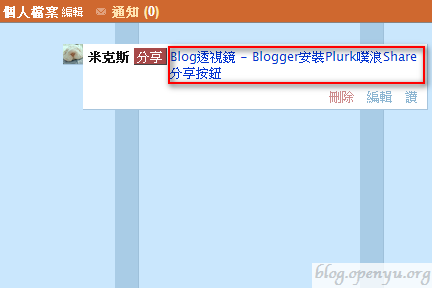 個人檔案 編輯 通知 (0)
米克斯 分享 Blog透視鏡 - Blogger安裝Plurk噗浪Share
分享按鈕
刪除 編輯 讚
blog.openyu.org